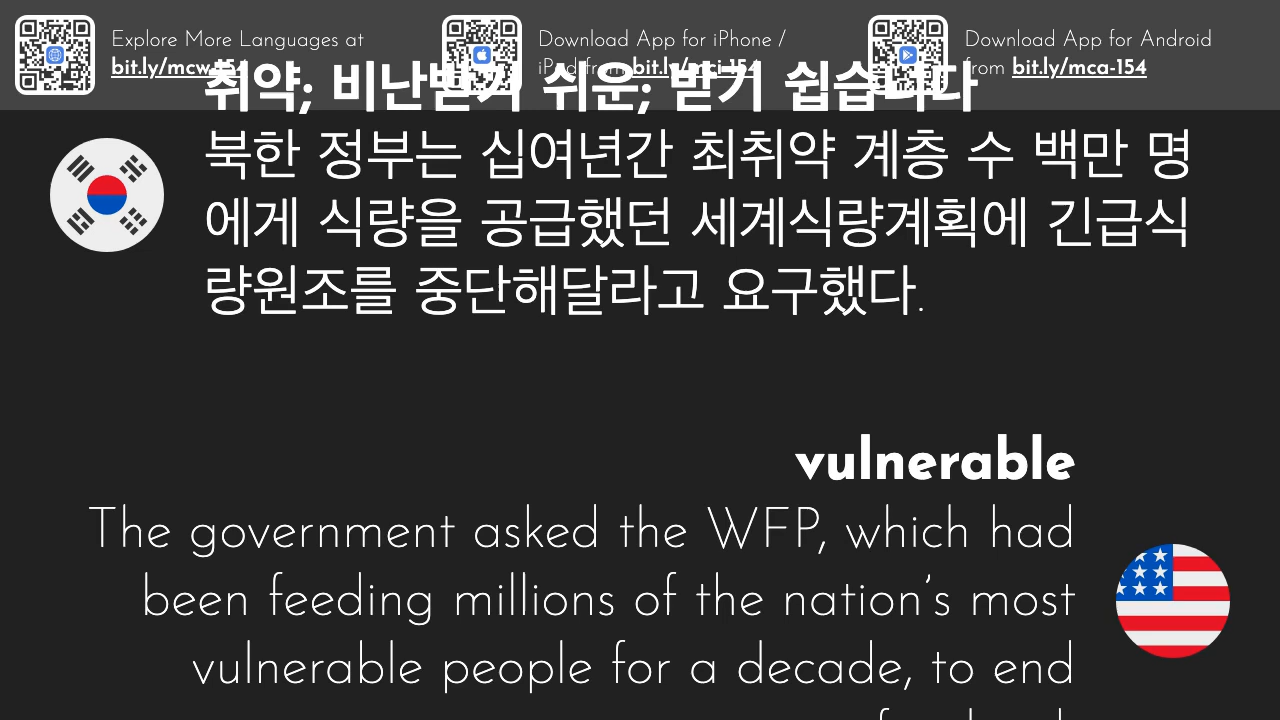 Explore More Languages at
bit.ly/mcw-154
Download App for iPhone /
iPad from bit.ly/mci-154
Download App for Android
from bit.ly/mca-154
취약; 비난받기 쉬운; 받기 쉽습니다
북한 정부는 십여년간 최취약 계층 수 백만 명
에게 식량을 공급했던 세계식량계획에 긴급식
량원조를 중단해달라고 요구했다.
vulnerable
The government asked the WFP, which had
been feeding millions of the nation’s most
vulnerable people for a decade, to end